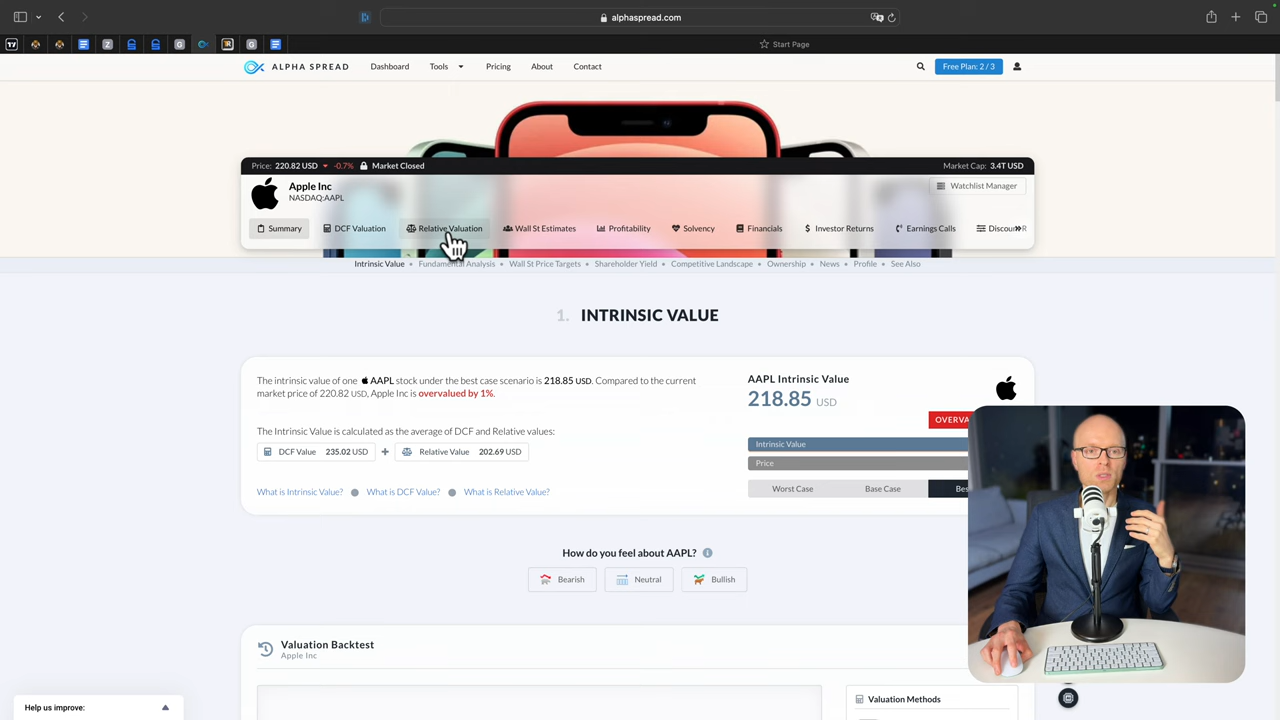 alphaspread.com
Start Page
ALPHA SPREAD Dashboard Tools Pricing About Contact Free Plan: 2 / 3
Price: 220.82 USD -0.7% Market Closed Market Cap: 3.4T USD
Apple Inc
NASDAQ:AAPL
Watchlist Manager
Summary DCF Valuation Relative Valuation Wall St Estimates Profitability Solvency Financials Investor Returns Earnings Calls Discou
Intrinsic Value • Fundamental Analysis • Wall St Price Targets • Shareholder Yield • Competitive Landscape • Ownership • News • Profile • See Also
1. INTRINSIC VALUE
The intrinsic value of one AAPL stock under the best case scenario is 218.85 USD. Compared to the current
market price of 220.82 USD, Apple Inc is overvalued by 1%.
The Intrinsic Value is calculated as the average of DCF and Relative values:
DCF Value 235.02 USD + Relative Value 202.69 USD
What is Intrinsic Value? What is DCF Value? What is Relative Value?
AAPL Intrinsic Value
218.85 USD
OVERVA
Intrinsic Value
Price
Worst Case Base Case Bes
How do you feel about AAPL?
Bearish Neutral Bullish
Valuation Backtest
Apple Inc
Valuation Methods
Help us improve: